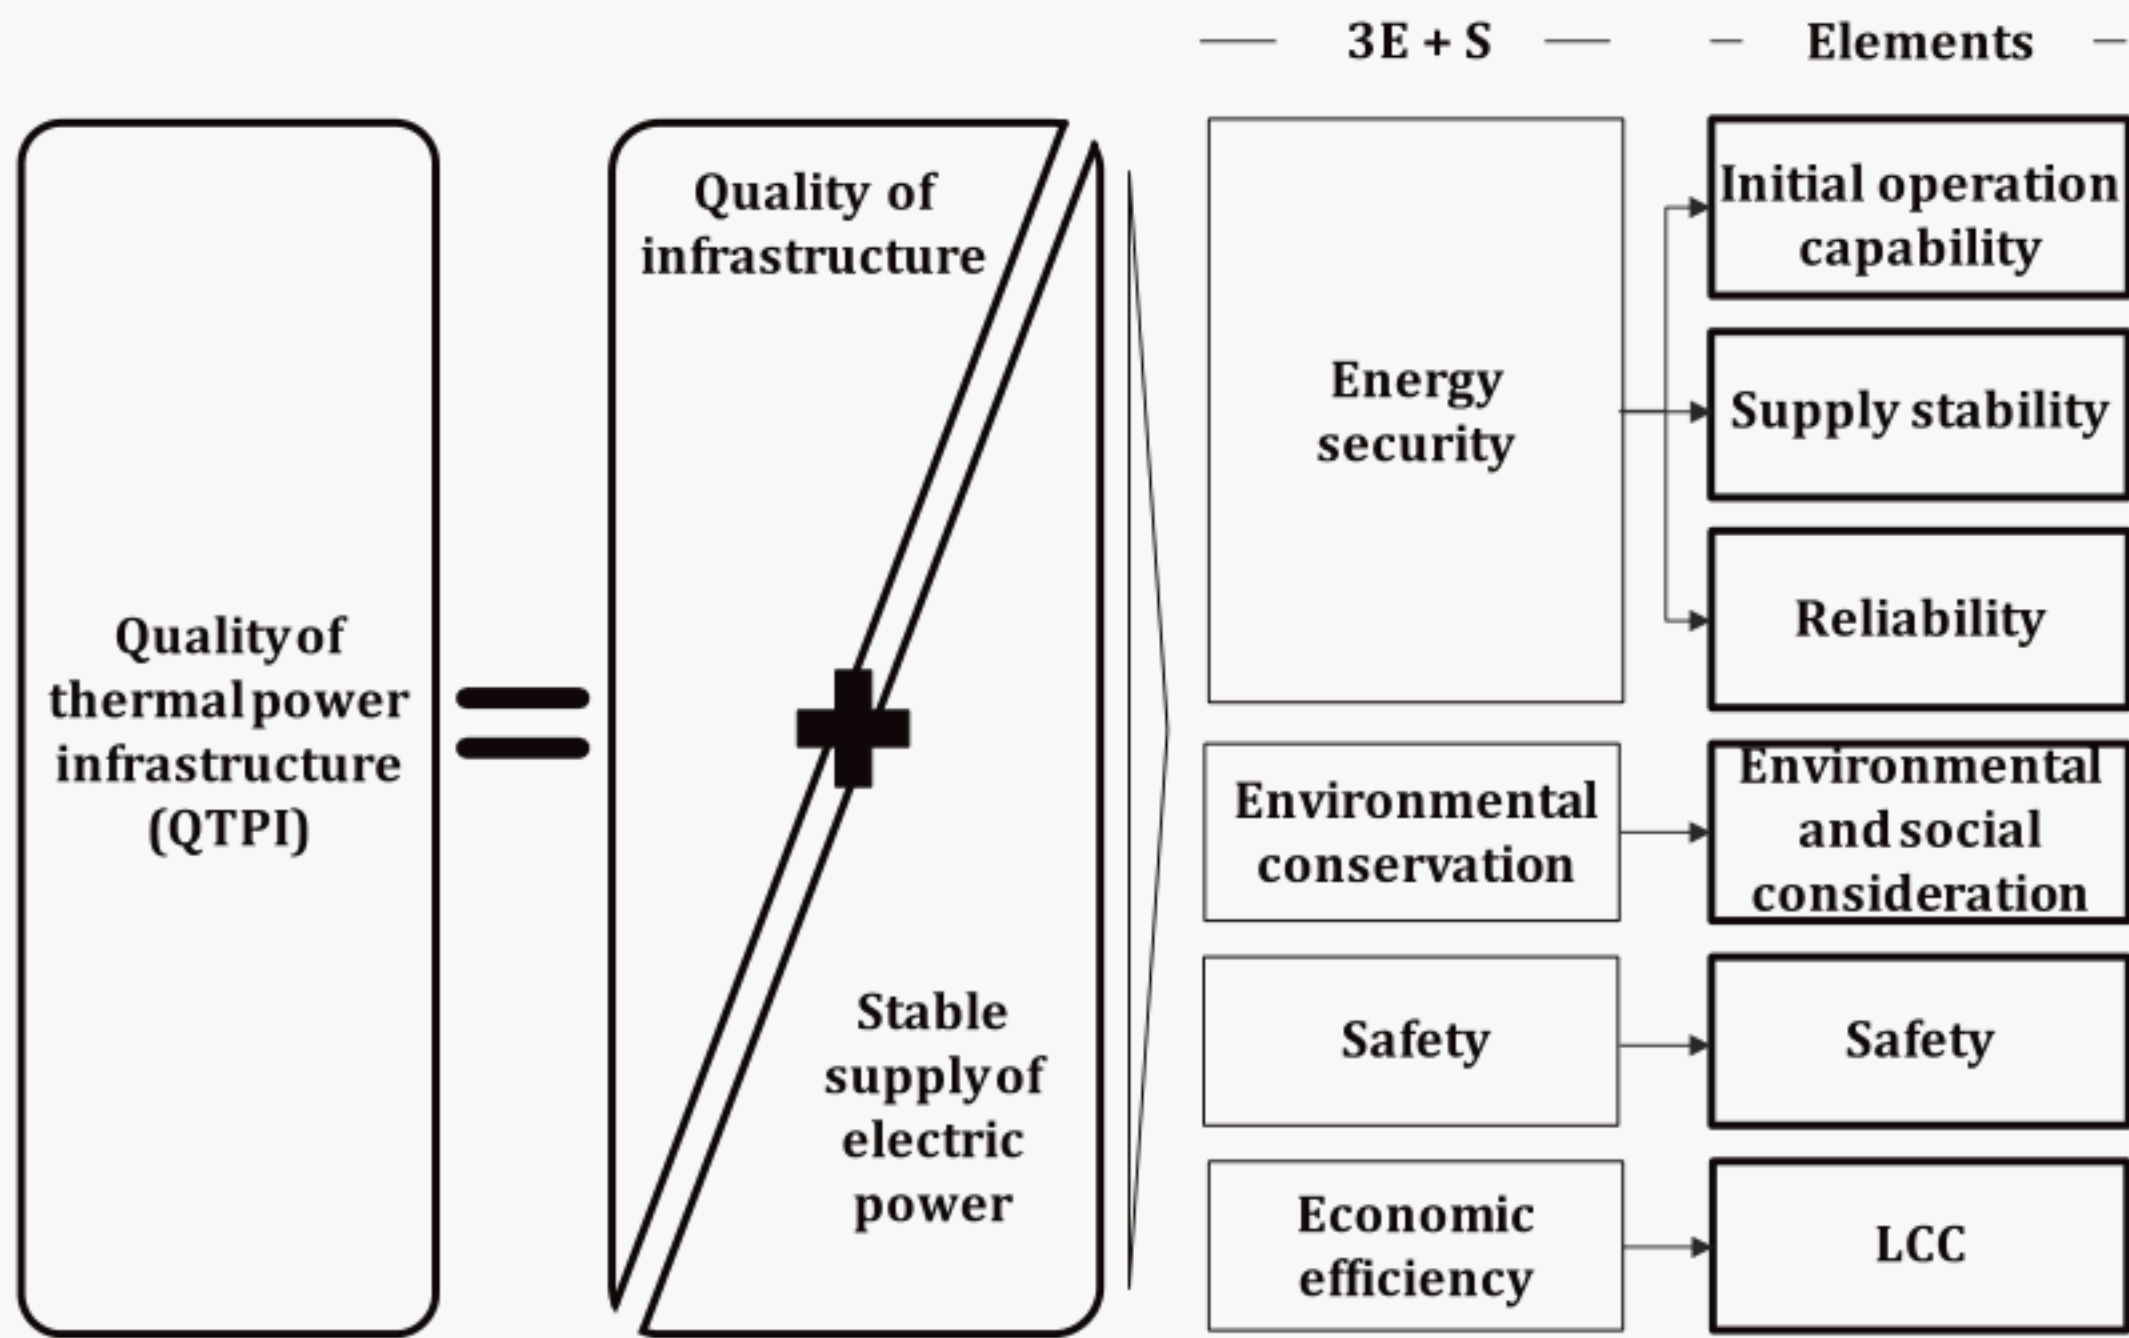 3E + S
Elements
Quality of
thermal power
infrastructure
(QTPI)
Quality of
infrastructure
Stable
supply of
electric
power
Energy
security
Initial operation
capability
Supply stability
Reliability
Environmental
conservation
Environmental
and social
consideration
Safety
Safety
Economic
efficiency
LCC